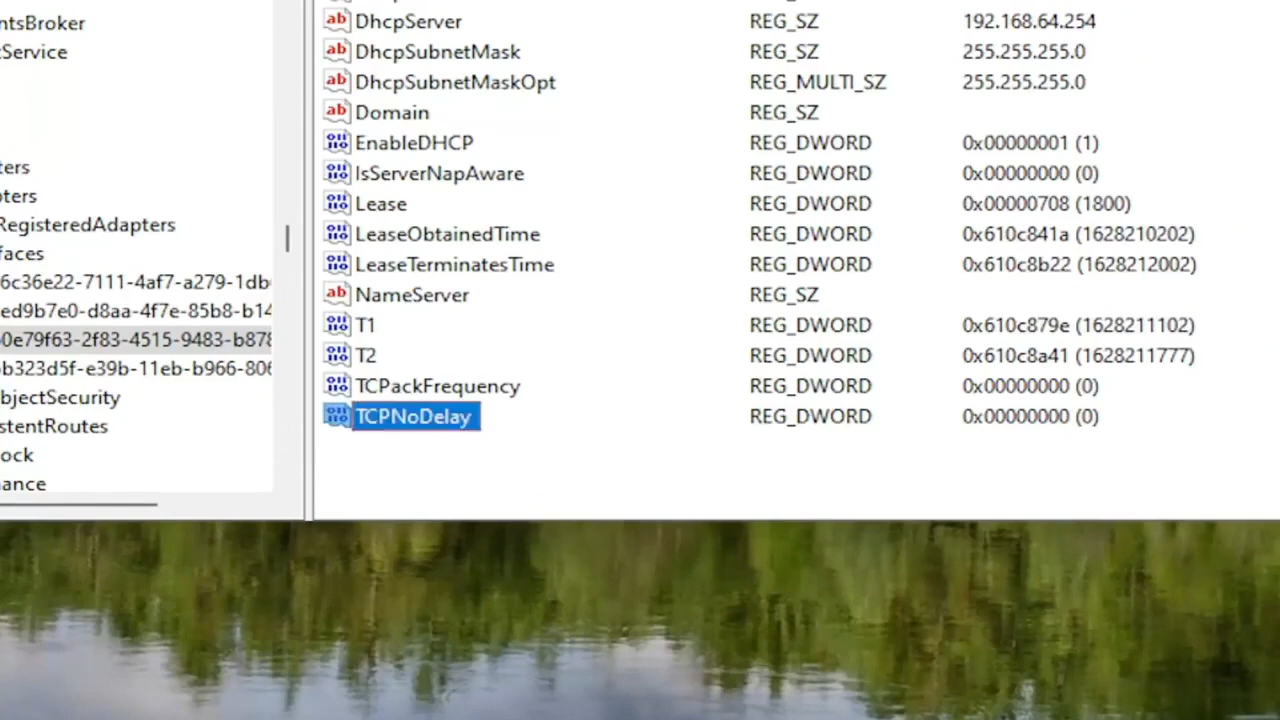 ntsBroker
Service
ters
oters
RegisteredAdapters
faces
6c36e22-7111-4af7-a279-1db
ed9b7e0-d8aa-4f7e-85b8-b14
0e79f63-2f83-4515-9483-b878
b323d5f-e39b-11eb-b966-806
bjectSecurity
stentRoutes
ock
nance
DhcpServer REG_SZ 192.168.64.254
DhcpSubnetMask REG_SZ 255.255.255.0
DhcpSubnetMaskOpt REG_MULTI_SZ 255.255.255.0
Domain REG_SZ
EnableDHCP REG_DWORD 0x00000001 (1)
IsServerNapAware REG_DWORD 0x00000000 (0)
Lease REG_DWORD 0x00000708 (1800)
LeaseObtainedTime REG_DWORD 0x610c841a (1628210202)
LeaseTerminatesTime REG_DWORD 0x610c8b22 (1628212002)
NameServer REG_SZ
T1 REG_DWORD 0x610c879e (1628211102)
T2 REG_DWORD 0x610c8a41 (1628211777)
TCPackFrequency REG_DWORD 0x00000000 (0)
TCPNoDelay REG_DWORD 0x00000000 (0)